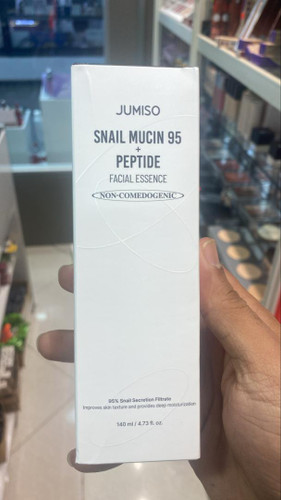 JUMISO
SNAIL MUCIN 95
+
PEPTIDE
FACIAL ESSENCE
NON-COMEDOGENIC
95% Snail Secretion Filtrate
Improves skin texture and provides deep moisturization
140 ml / 4.73 fl. oz.